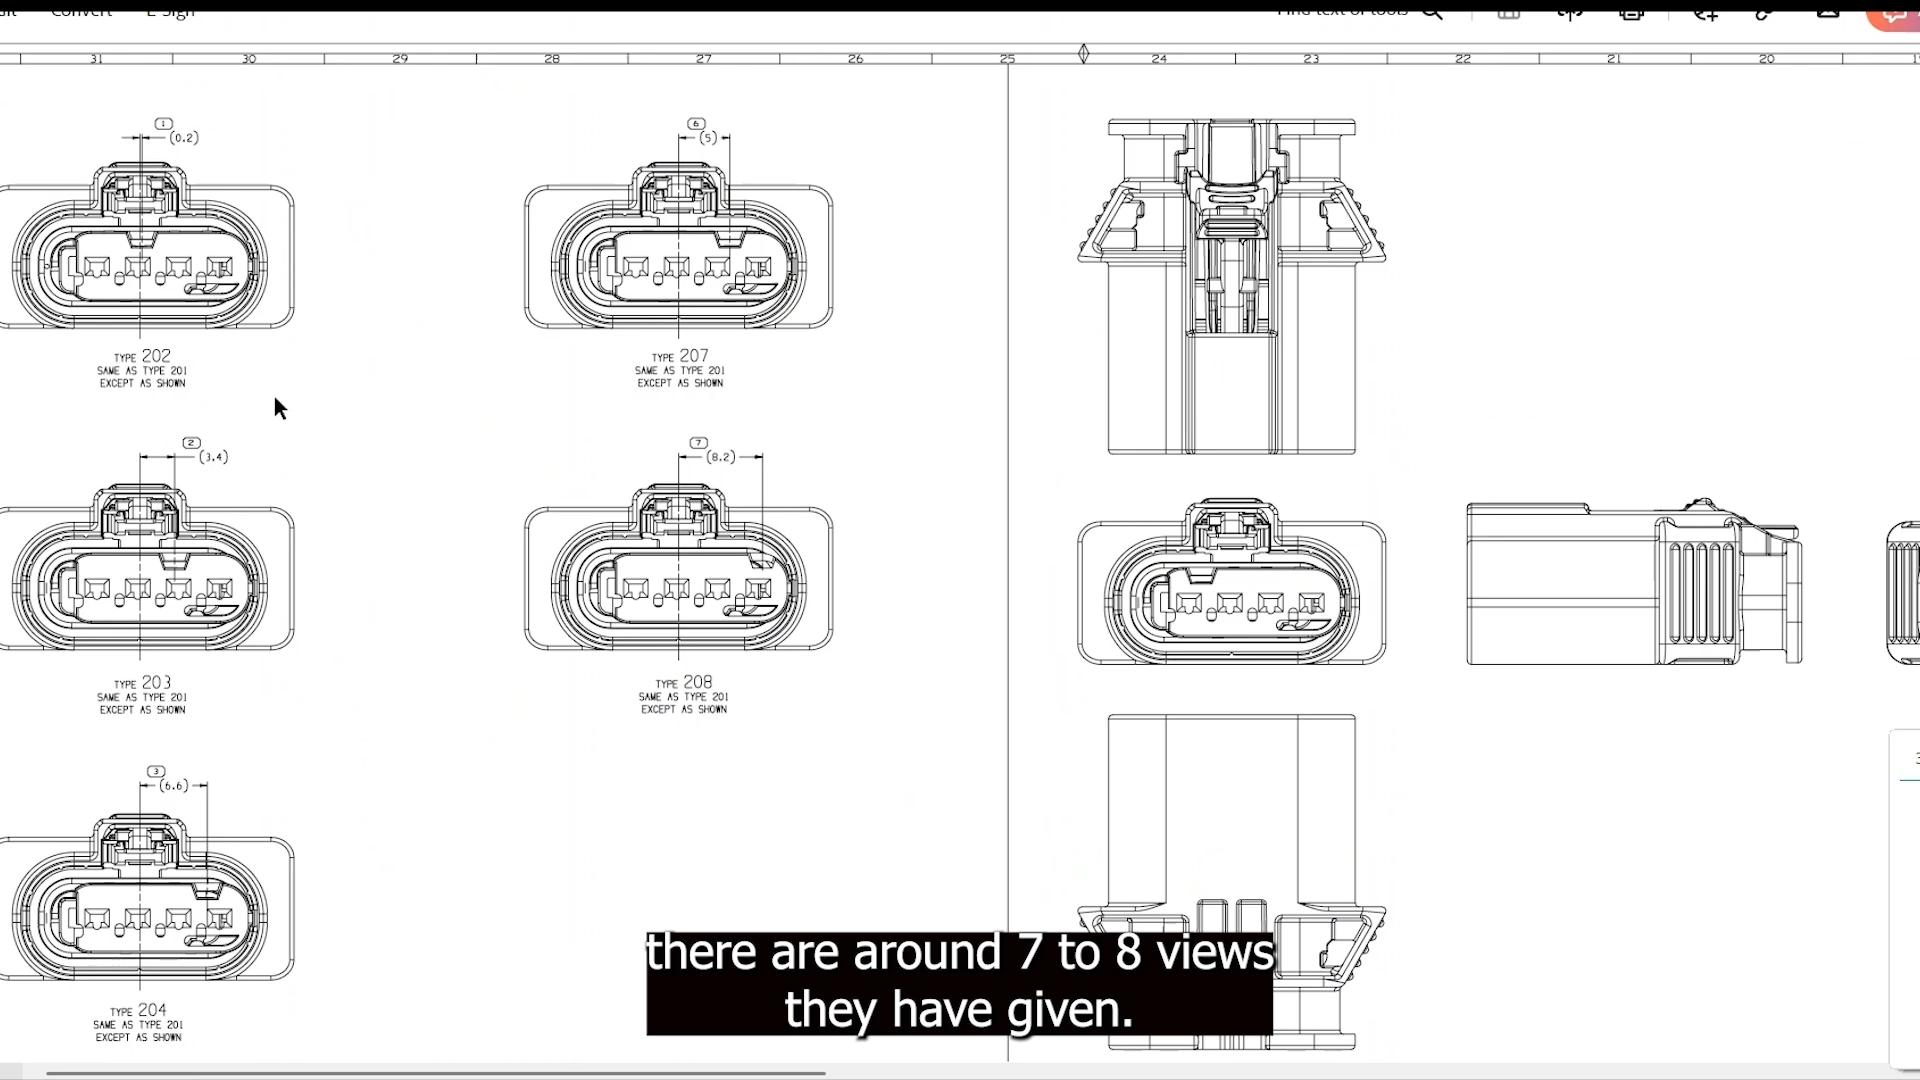 Convert
E-Sign
Find text or tools
31 30 29 28 27 26 25 24 23 22 21 20
1
(0.2)
TYPE 202
SAME AS TYPE 201
EXCEPT AS SHOWN
6
(5)
TYPE 207
SAME AS TYPE 201
EXCEPT AS SHOWN
2
(3.4)
TYPE 203
SAME AS TYPE 201
EXCEPT AS SHOWN
7
(8.2)
TYPE 208
SAME AS TYPE 201
EXCEPT AS SHOWN
3
(6.6)
TYPE 204
SAME AS TYPE 201
EXCEPT AS SHOWN
there are around 7 to 8 views
they have given.